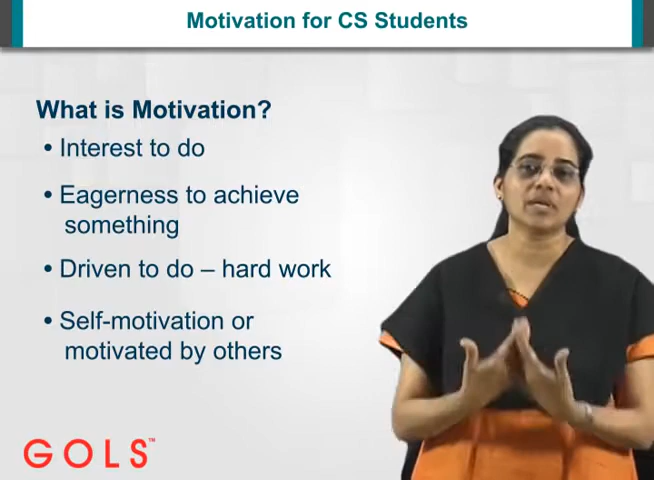 Motivation for CS Students
What is Motivation?
• Interest to do
• Eagerness to achieve
something
• Driven to do – hard work
• Self-motivation or
motivated by others
GOLS™